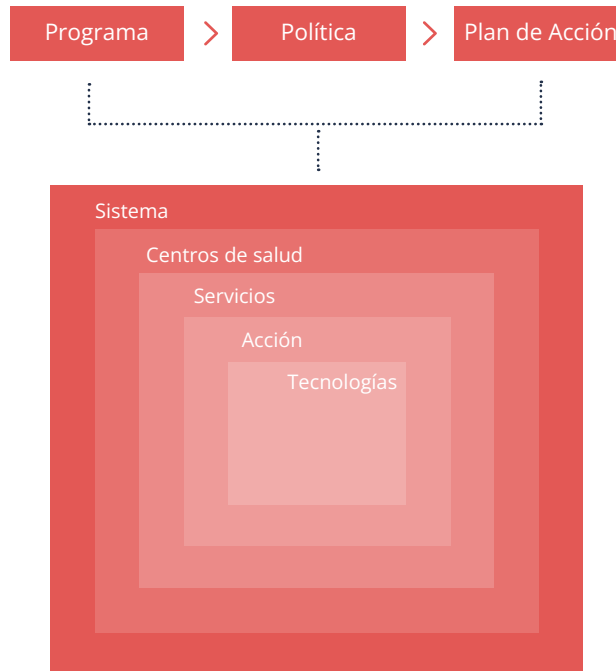 Programa
Política
Plan de Acción
Sistema
Centros de salud
Servicios
Acción
Tecnologías